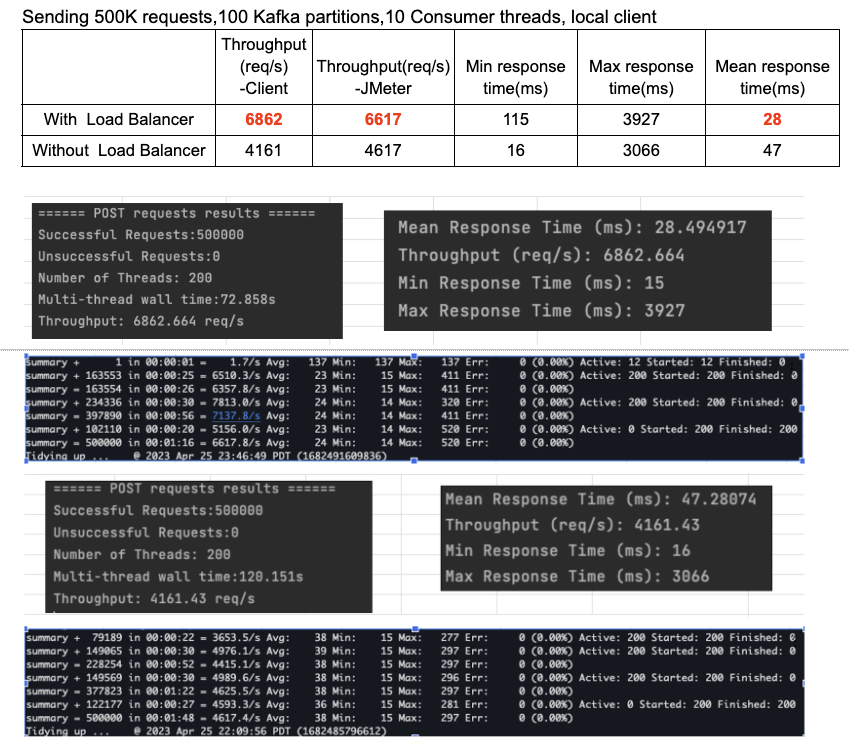 Sending 500K requests,100 Kafka partitions,10 Consumer threads, local client
Throughput (req/s) -Client Throughput(req/s) -JMeter Min response time(ms) Max response time(ms) Mean response time(ms)
With Load Balancer 6862 6617 115 3927 28
Without Load Balancer 4161 4617 16 3066 47
====== POST requests results ======
Successful Requests:500000
Unsuccessful Requests:0
Number of Threads: 200
Multi-thread wall time:72.858s
Throughput: 6862.664 req/s
Mean Response Time (ms): 28.494917
Throughput (req/s): 6862.664
Min Response Time (ms): 15
Max Response Time (ms): 3927
summary + 1 in 00:00:01 = 1.7/s Avg: 137 Min: 137 Max: 137 Err: 0 (0.00%) Active: 12 Started: 12 Finished: 0
summary + 163553 in 00:00:25 = 6510.3/s Avg: 23 Min: 15 Max: 411 Err: 0 (0.00%) Active: 200 Started: 200 Finished: 0
summary = 163554 in 00:00:26 = 6357.8/s Avg: 23 Min: 15 Max: 411 Err: 0 (0.00%)
summary + 234336 in 00:00:30 = 7813.0/s Avg: 24 Min: 14 Max: 320 Err: 0 (0.00%) Active: 200 Started: 200 Finished: 0
summary = 397890 in 00:00:56 = 7137.8/s Avg: 24 Min: 14 Max: 411 Err: 0 (0.00%)
summary + 102110 in 00:00:20 = 5156.0/s Avg: 23 Min: 14 Max: 520 Err: 0 (0.00%) Active: 0 Started: 200 Finished: 200
summary = 500000 in 00:01:16 = 6617.8/s Avg: 24 Min: 14 Max: 520 Err: 0 (0.00%)
Tidying up ... @ 2023 Apr 25 23:46:49 PDT (1682491609836)
====== POST requests results ======
Successful Requests:500000
Unsuccessful Requests:0
Number of Threads: 200
Multi-thread wall time:120.151s
Throughput: 4161.43 req/s
Mean Response Time (ms): 47.28074
Throughput (req/s): 4161.43
Min Response Time (ms): 16
Max Response Time (ms): 3066
summary + 79189 in 00:00:22 = 3653.5/s Avg: 38 Min: 15 Max: 277 Err: 0 (0.00%) Active: 200 Started: 200 Finished: 0
summary + 149065 in 00:00:30 = 4976.1/s Avg: 39 Min: 15 Max: 297 Err: 0 (0.00%) Active: 200 Started: 200 Finished: 0
summary = 228254 in 00:00:52 = 4415.1/s Avg: 38 Min: 15 Max: 297 Err: 0 (0.00%)
summary + 149569 in 00:00:30 = 4989.6/s Avg: 38 Min: 15 Max: 296 Err: 0 (0.00%) Active: 200 Started: 200 Finished: 0
summary = 377823 in 00:01:22 = 4625.5/s Avg: 38 Min: 15 Max: 297 Err: 0 (0.00%)
summary + 122177 in 00:00:27 = 4593.3/s Avg: 36 Min: 15 Max: 281 Err: 0 (0.00%) Active: 0 Started: 200 Finished: 200
summary = 500000 in 00:01:48 = 4617.4/s Avg: 38 Min: 15 Max: 297 Err: 0 (0.00%)
Tidying up ... @ 2023 Apr 25 22:09:56 PDT (1682485796612)